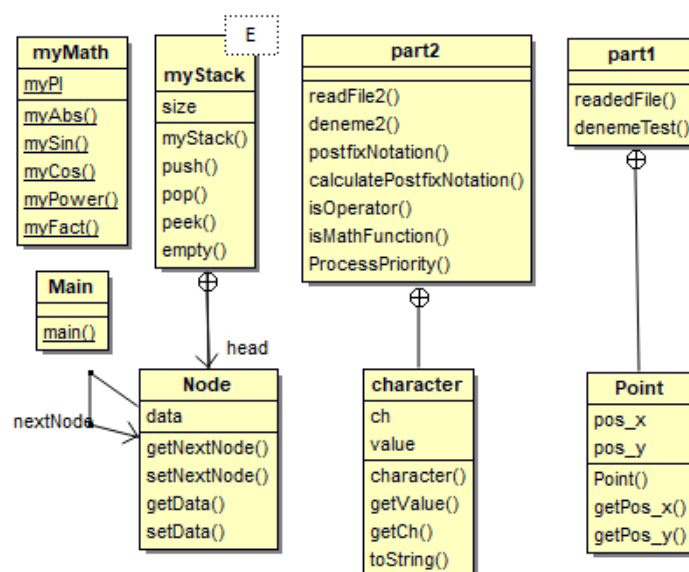 myMath
myPI
myAbs()
mySin()
myCos()
myPower()
myFact()
E
myStack
size
myStack()
push()
pop()
peek()
empty()
part2
readFile2()
deneme2()
postfixNotation()
calculatePostfixNotation()
isOperator()
isMathFunction()
ProcessPriority()
part1
readedFile()
denemeTest()
Main
main()
head
nextNode
Node
data
getNextNode()
setNextNode()
getData()
setData()
character
ch
value
character()
getValue()
getCh()
toString()
Point
pos_x
pos_y
Point()
getPos_x()
getPos_y()